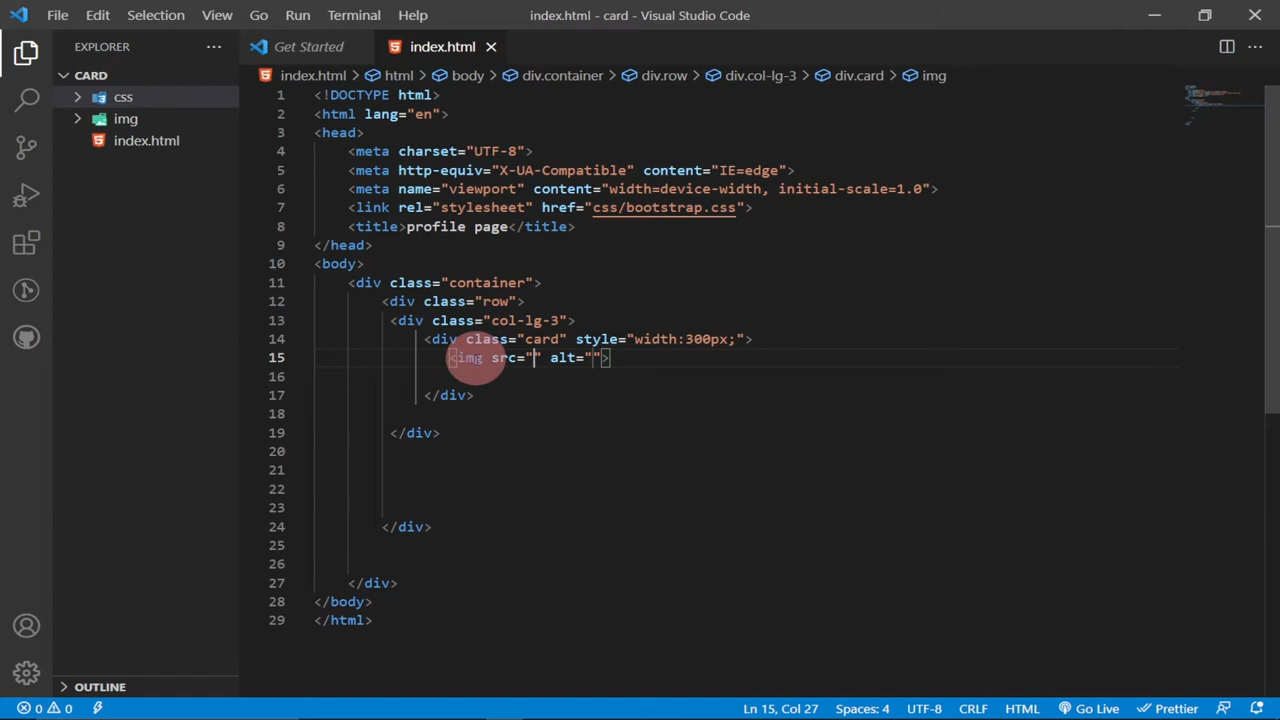 File Edit Selection View Go Run Terminal Help index.html - card - Visual Studio Code
EXPLORER
Get Started index.html
CARD
css
img
index.html
index.html > html > body > div.container > div.row > div.col-lg-3 > div.card > img
1 <!DOCTYPE html>
2 <html lang="en">
3 <head>
4 <meta charset="UTF-8">
5 <meta http-equiv="X-UA-Compatible" content="IE=edge">
6 <meta name="viewport" content="width=device-width, initial-scale=1.0">
7 <link rel="stylesheet" href="css/bootstrap.css">
8 <title>profile page</title>
9 </head>
10 <body>
11 <div class="container">
12 <div class="row">
13 <div class="col-lg-3">
14 <div class="card" style="width:300px;">
15 <img src="" alt="">
16
17 </div>
18
19 </div>
20
21
22
23
24 </div>
25
26
27 </div>
28 </body>
29 </html>
OUTLINE
0 0 Ln 15, Col 27 Spaces: 4 UTF-8 CRLF HTML Go Live Prettier